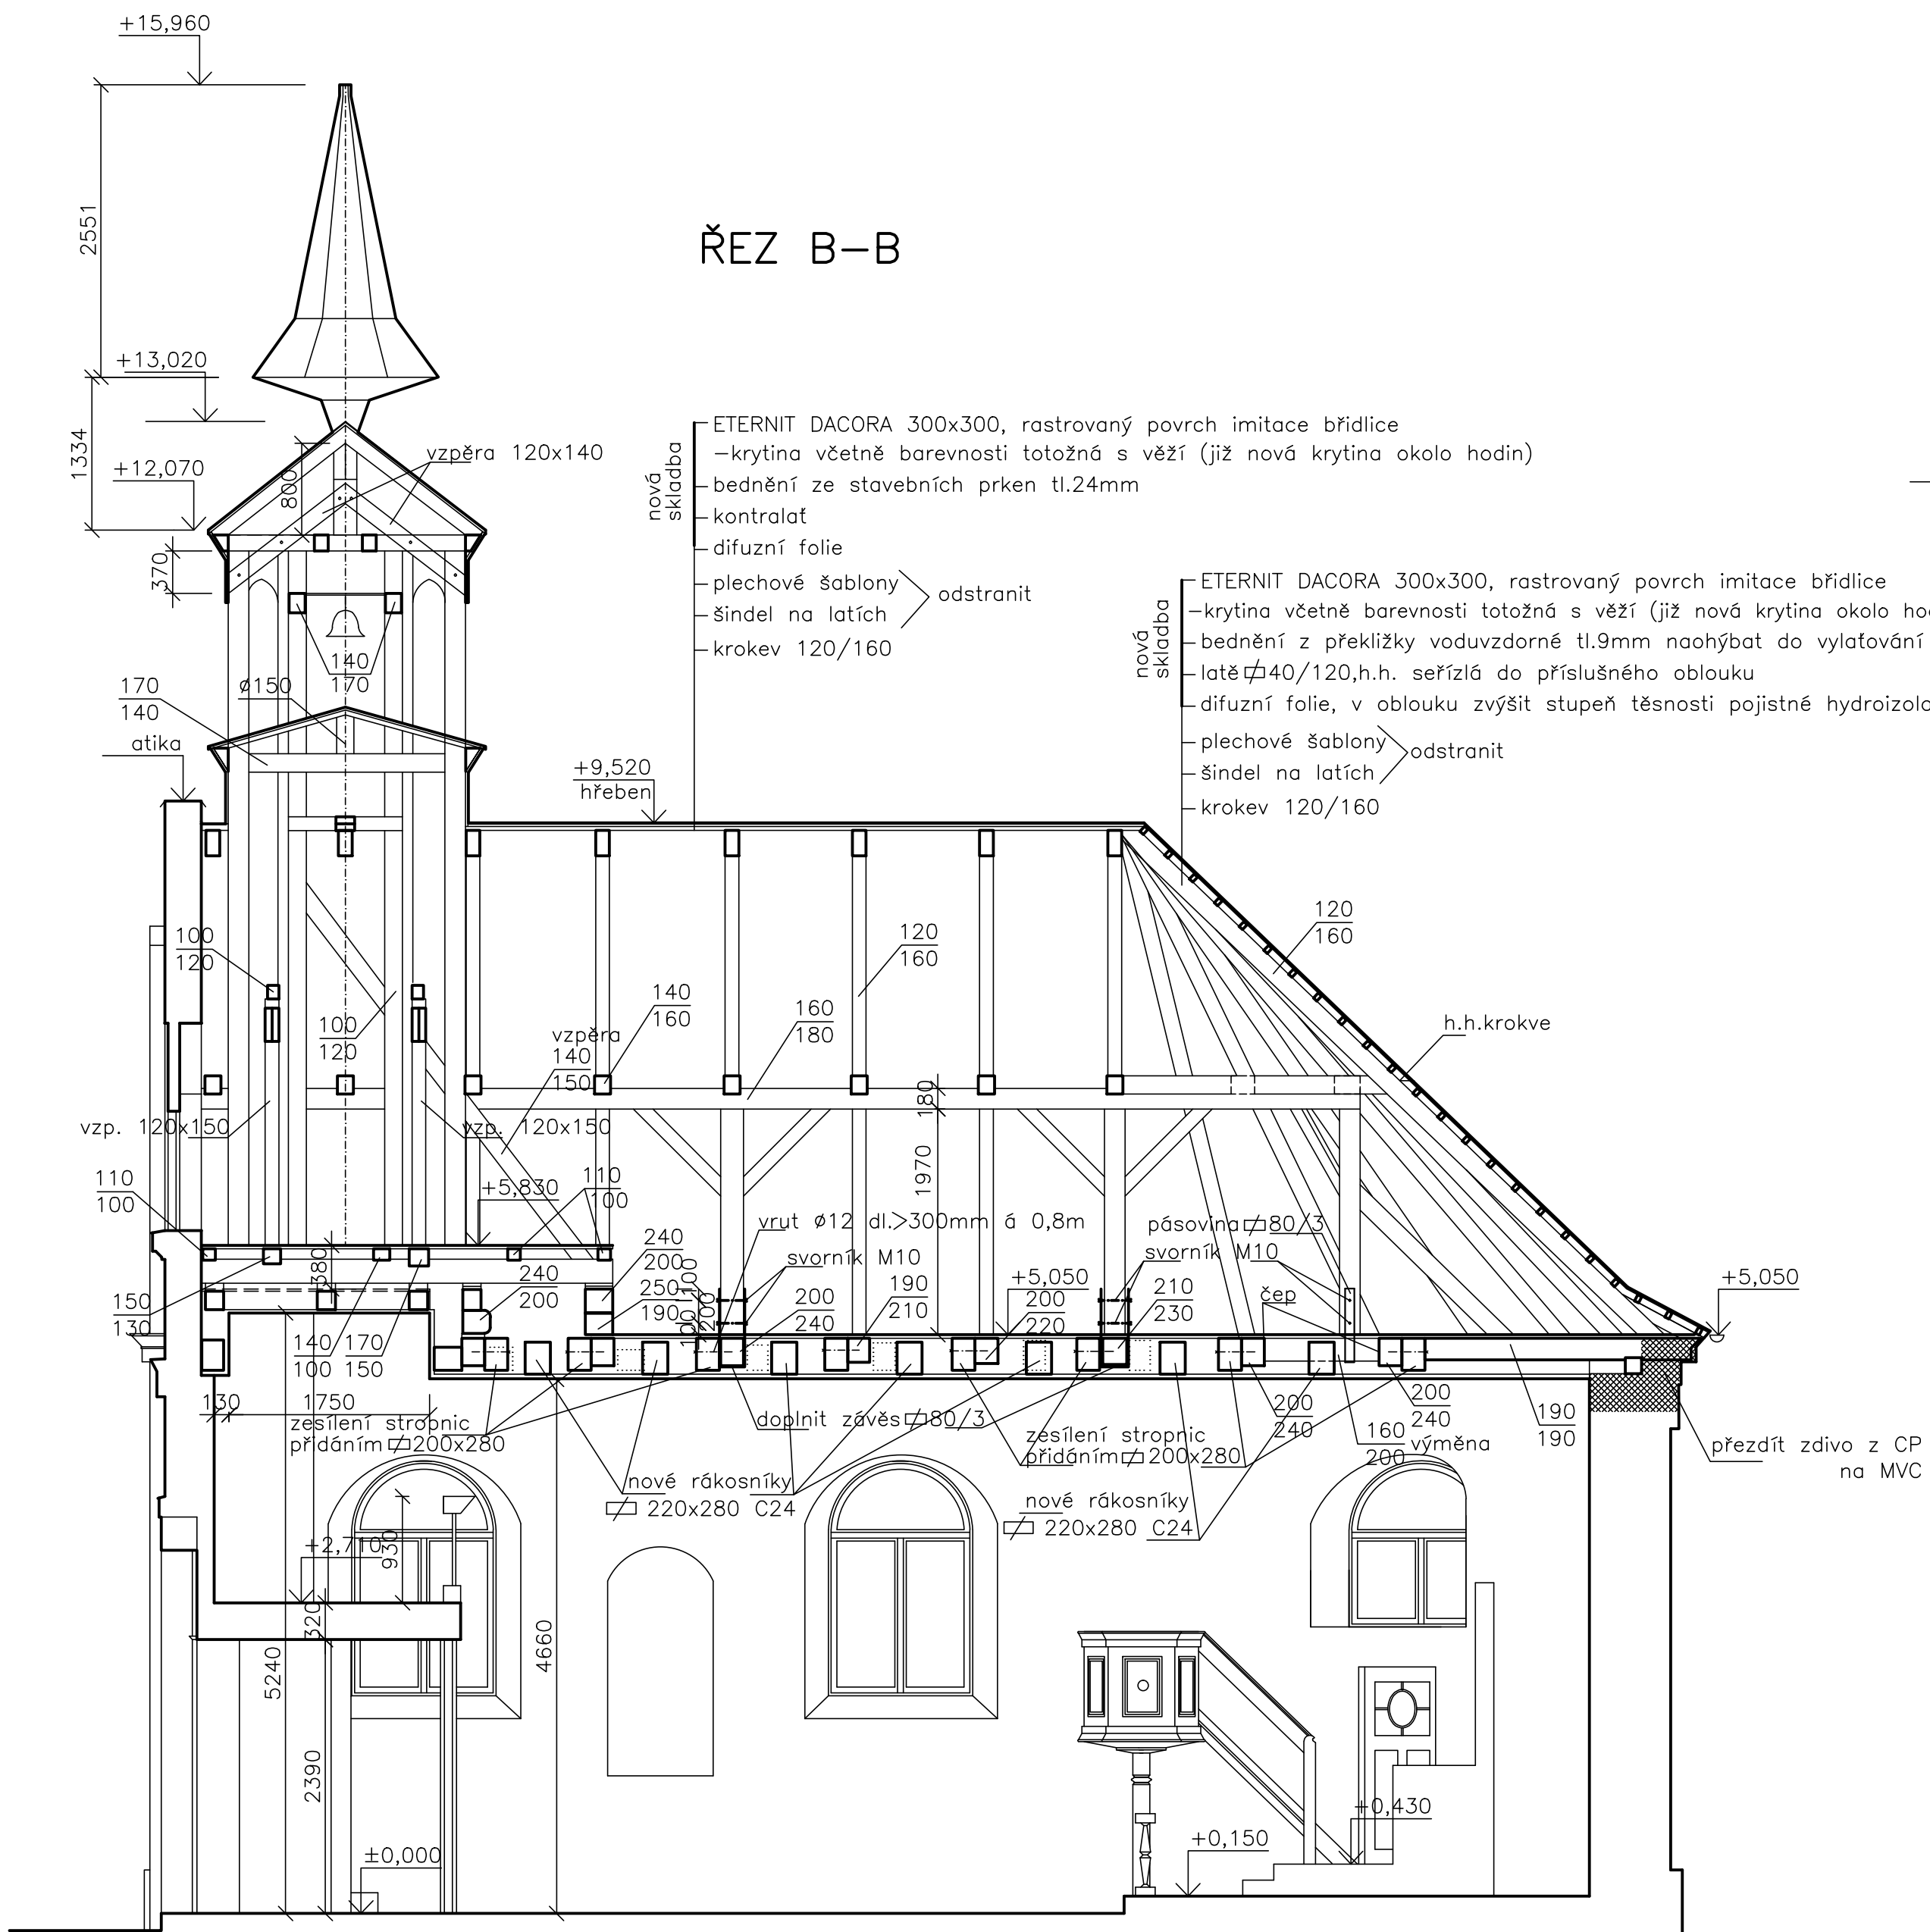 +15,960
2551
ŘEZ B-B
+13,020
1334
+12,070
800
vzpěra 120x140
370
140
170
170
140
ø150
atika
nová
skladba
ETERNIT DACORA 300x300, rastrovaný povrch imitace břidlice
-krytina včetně barevnosti totožná s věží (již nová krytina okolo hodin)
bednění ze stavebních prken tl.24mm
kontralať
difuzní folie
plechové šablony
šindel na latích
odstranit
krokev 120/160
nová
skladba
ETERNIT DACORA 300x300, rastrovaný povrch imitace břidlice
-krytina včetně barevnosti totožná s věží (již nová krytina okolo ho
bednění z překližky voduvzdorné tl.9mm naohýbat do vylaťování
latě 40/120,h.h. seřízlá do příslušného oblouku
difuzní folie, v oblouku zvýšit stupeň těsnosti pojistné hydroizol
plechové šablony
šindel na latích
odstranit
krokev 120/160
+9,520
hřeben
100
120
100
120
vzpěra
140
150
140
160
160
180
120
160
120
160
h.h.krokve
180
1970
vzp. 120x150
vzp. 120x150
110
100
110
100
+5,830
380
240
200
240
200
250
190
100
200
100
vrut ø12 dl.>300mm á 0,8m
svorník M10
200
240
190
210
+5,050
200
220
pásovina 80/3
svorník M10
210
230
čep
+5,050
150
130
140
100
170
150
130
1750
zesílení stropnic
přidáním 200x280
doplnit závěs 80/3
zesílení stropnic
přidáním 200x280
200
240
160
200
výměna
200
240
190
190
přezdít zdivo z CP
na MVC
nové rákosníky
220x280 C24
nové rákosníky
220x280 C24
+2,710
930
320
5240
2390
4660
±0,000
+0,150
+0,430